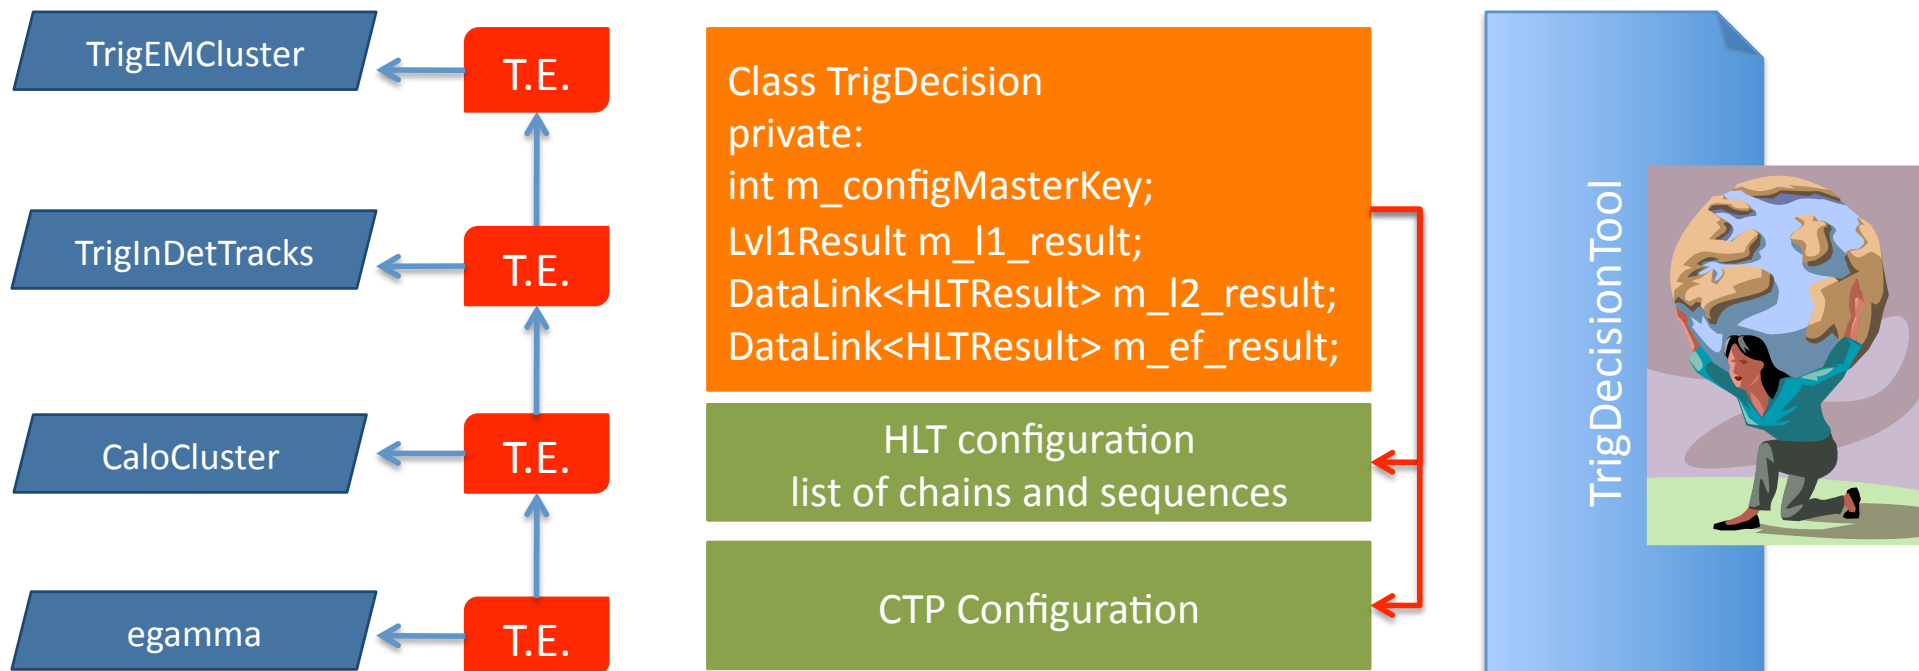 TrigEMCluster
T.E.
TrigInDetTracks
T.E.
CaloCluster
T.E.
egamma
T.E.
Class TrigDecision
private:
int m_configMasterKey;
Lvl1Result m_l1_result;
DataLink<HLTResult> m_l2_result;
DataLink<HLTResult> m_ef_result;
HLT configuration
list of chains and sequences
CTP Configuration
TrigDecisionTool